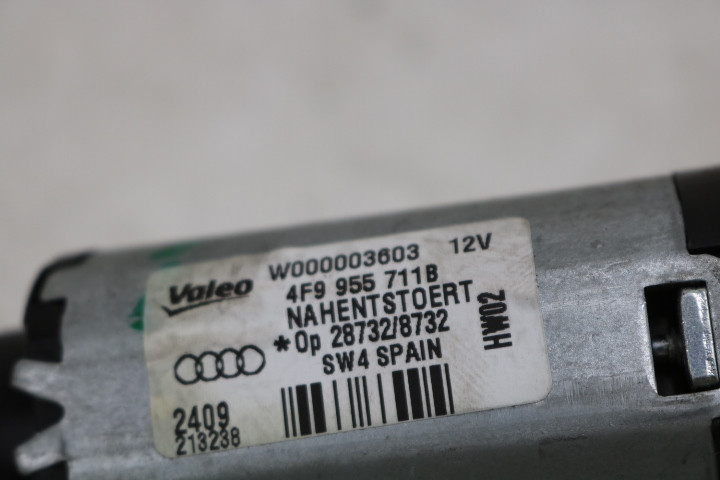 Valeo W000003603 12V
4F9 955 711B
NAHENTSTOERT
*Op 28732/8732
SW4 SPAIN
HW02
2409
213238